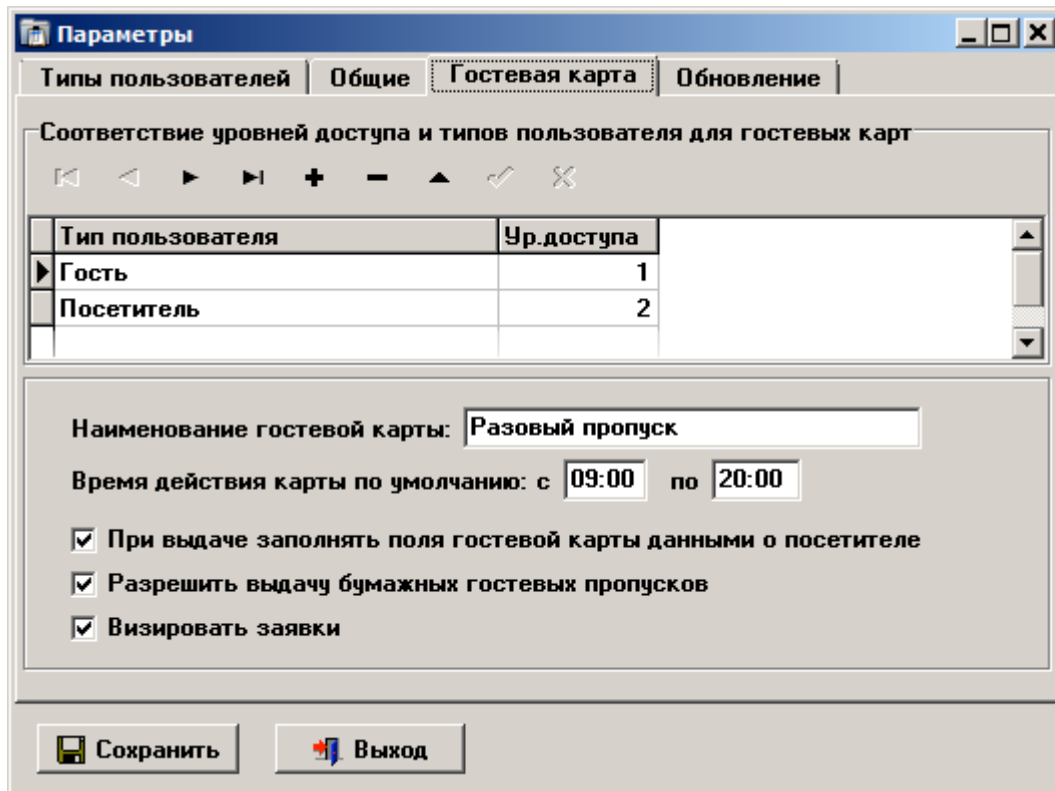 Параметры
Типы пользователей Общие Гостевая карта Обновление
Соответствие уровней доступа и типов пользователя для гостевых карт
Тип пользователя Ур.доступа
Гость 1
Посетитель 2
Наименование гостевой карты: Разовый пропуск
Время действия карты по умолчанию: с 09:00 по 20:00
При выдаче заполнять поля гостевой карты данными о посетителе
Разрешить выдачу бумажных гостевых пропусков
Визировать заявки
Сохранить Выход